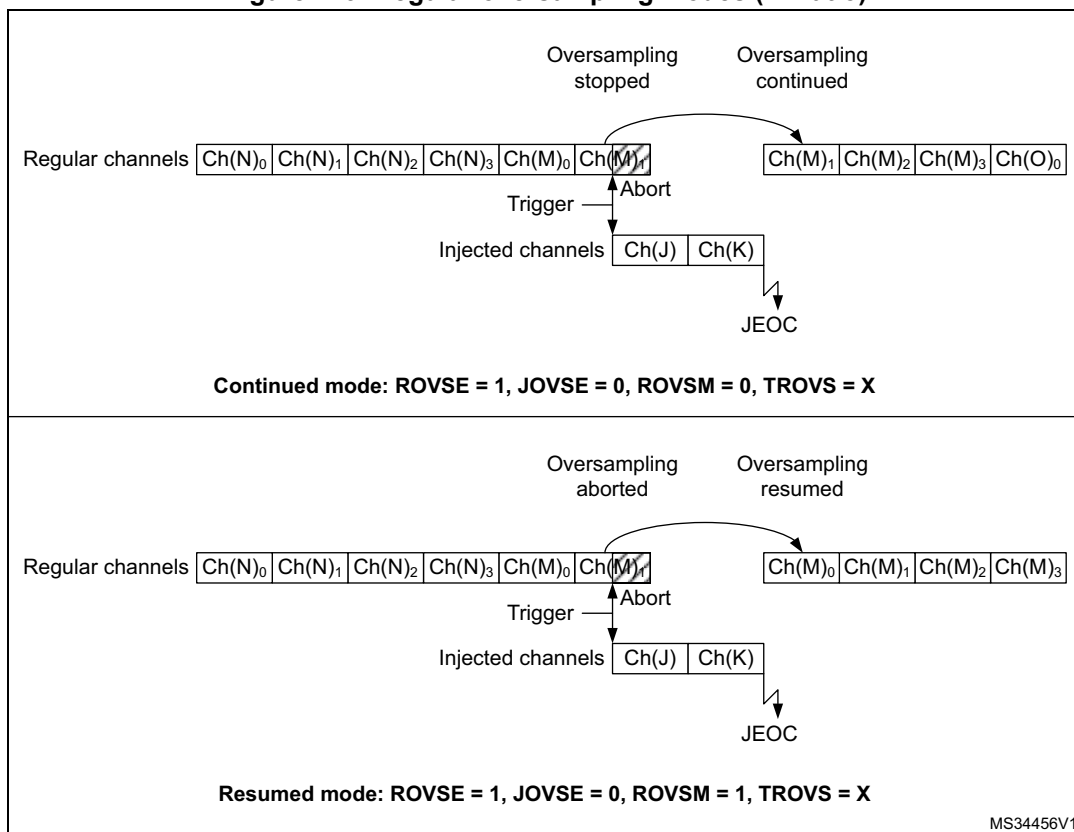 Oversampling stopped
Oversampling continued
Regular channels Ch(N)₀ Ch(N)₁ Ch(N)₂ Ch(N)₃ Ch(M)₀ Ch(M)₁ Ch(M)₁ Ch(M)₂ Ch(M)₃ Ch(O)₀
Abort
Trigger
Injected channels Ch(J) Ch(K)
JEOC
Continued mode: ROVSE = 1, JOVSE = 0, ROVSM = 0, TROVS = X
Oversampling aborted
Oversampling resumed
Regular channels Ch(N)₀ Ch(N)₁ Ch(N)₂ Ch(N)₃ Ch(M)₀ Ch(M)₁ Ch(M)₀ Ch(M)₁ Ch(M)₂ Ch(M)₃
Abort
Trigger
Injected channels Ch(J) Ch(K)
JEOC
Resumed mode: ROVSE = 1, JOVSE = 0, ROVSM = 1, TROVS = X
MS34456V1